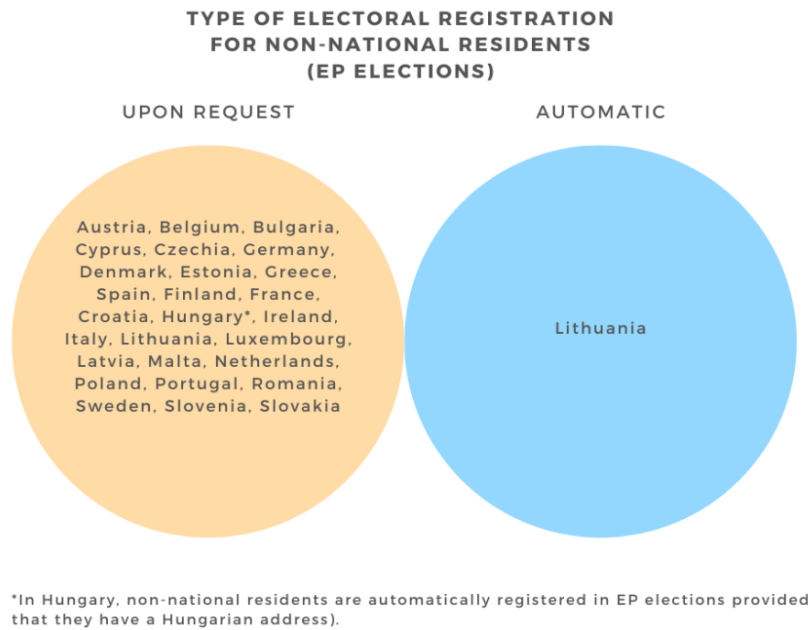 TYPE OF ELECTORAL REGISTRATION
FOR NON-NATIONAL RESIDENTS
(EP ELECTIONS)
UPON REQUEST
AUTOMATIC
Austria, Belgium, Bulgaria,
Cyprus, Czechia, Germany,
Denmark, Estonia, Greece,
Spain, Finland, France,
Croatia, Hungary*, Ireland,
Italy, Lithuania, Luxembourg,
Latvia, Malta, Netherlands,
Poland, Portugal, Romania,
Sweden, Slovenia, Slovakia
Lithuania
*In Hungary, non-national residents are automatically registered in EP elections provided
that they have a Hungarian address).